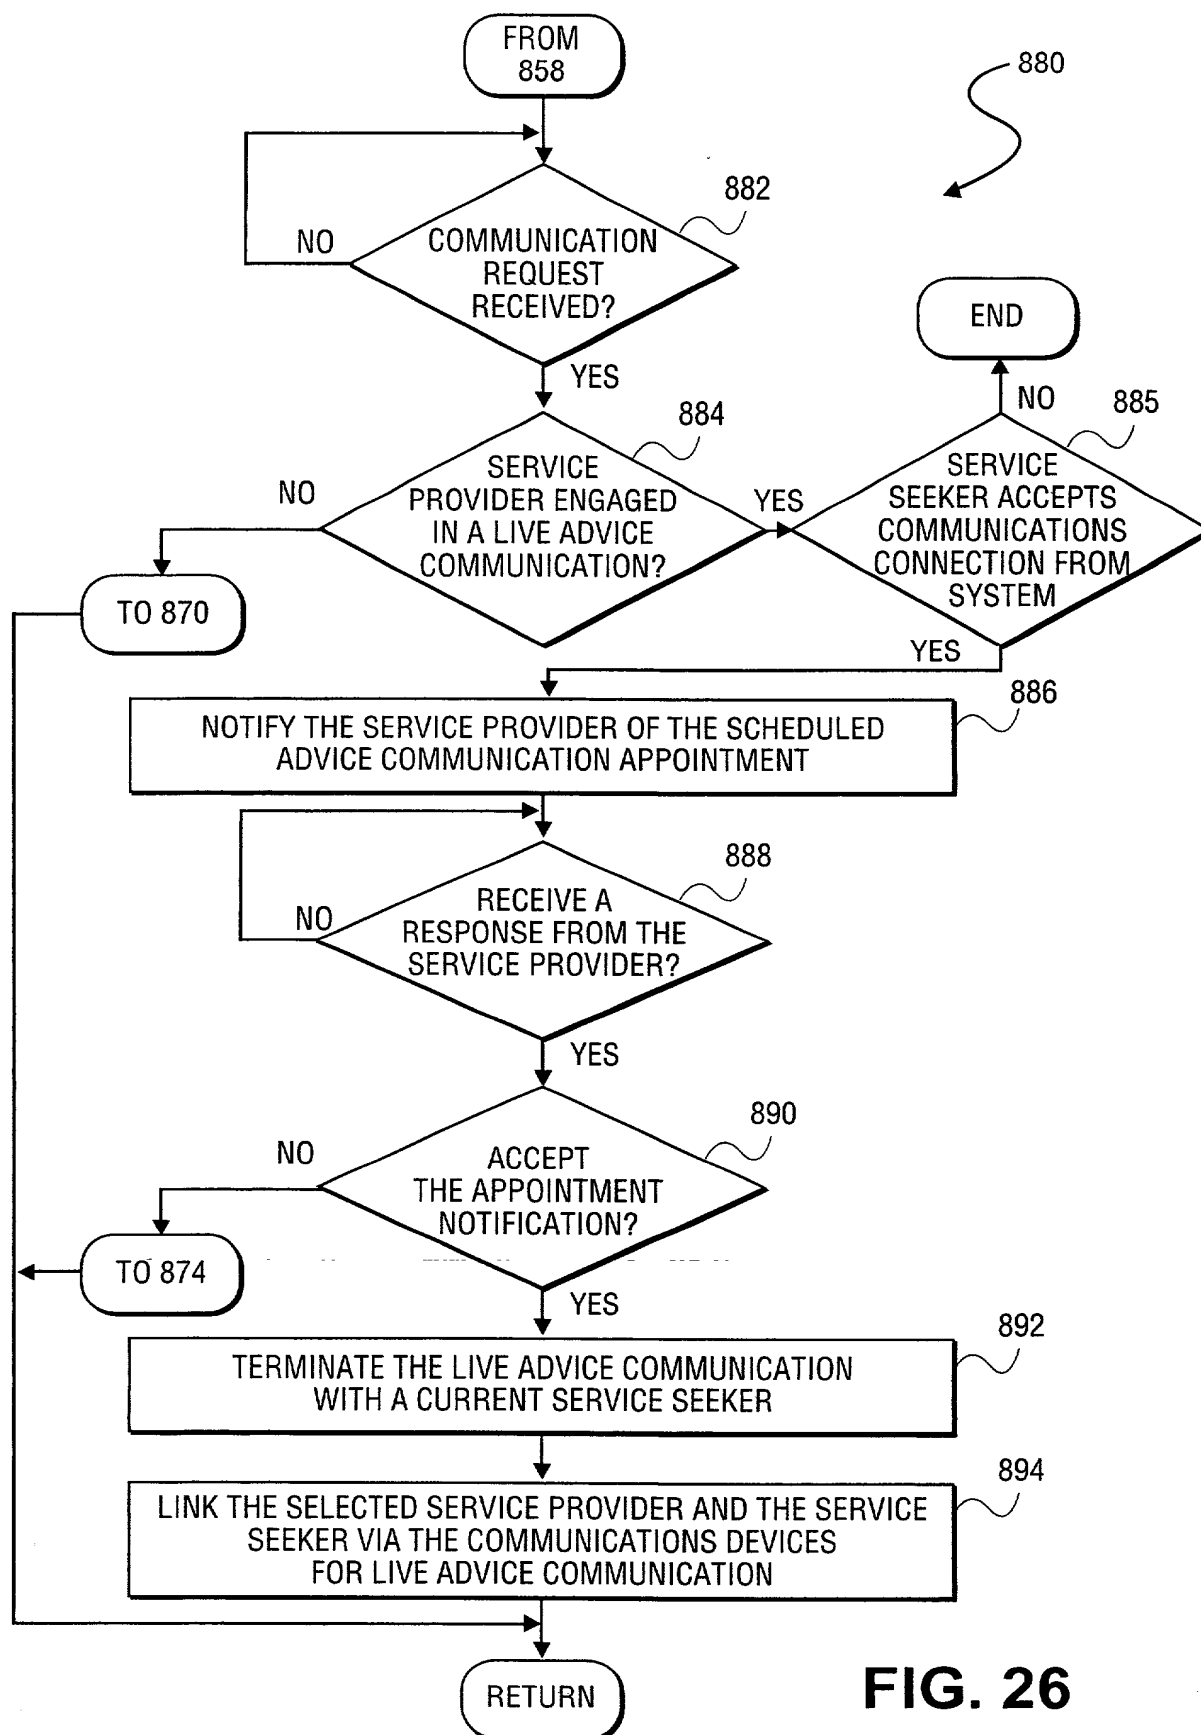 FROM
858
880
882
NO
COMMUNICATION
REQUEST
RECEIVED?
END
YES
NO
884
885
NO
SERVICE
PROVIDER ENGAGED
IN A LIVE ADVICE
COMMUNICATION?
YES
SERVICE
SEEKER ACCEPTS
COMMUNICATIONS
CONNECTION FROM
SYSTEM
TO 870
YES
886
NOTIFY THE SERVICE PROVIDER OF THE SCHEDULED
ADVICE COMMUNICATION APPOINTMENT
888
NO
RECEIVE A
RESPONSE FROM THE
SERVICE PROVIDER?
YES
890
NO
ACCEPT
THE APPOINTMENT
NOTIFICATION?
TO 874
YES
892
TERMINATE THE LIVE ADVICE COMMUNICATION
WITH A CURRENT SERVICE SEEKER
894
LINK THE SELECTED SERVICE PROVIDER AND THE SERVICE
SEEKER VIA THE COMMUNICATIONS DEVICES
FOR LIVE ADVICE COMMUNICATION
RETURN
FIG. 26